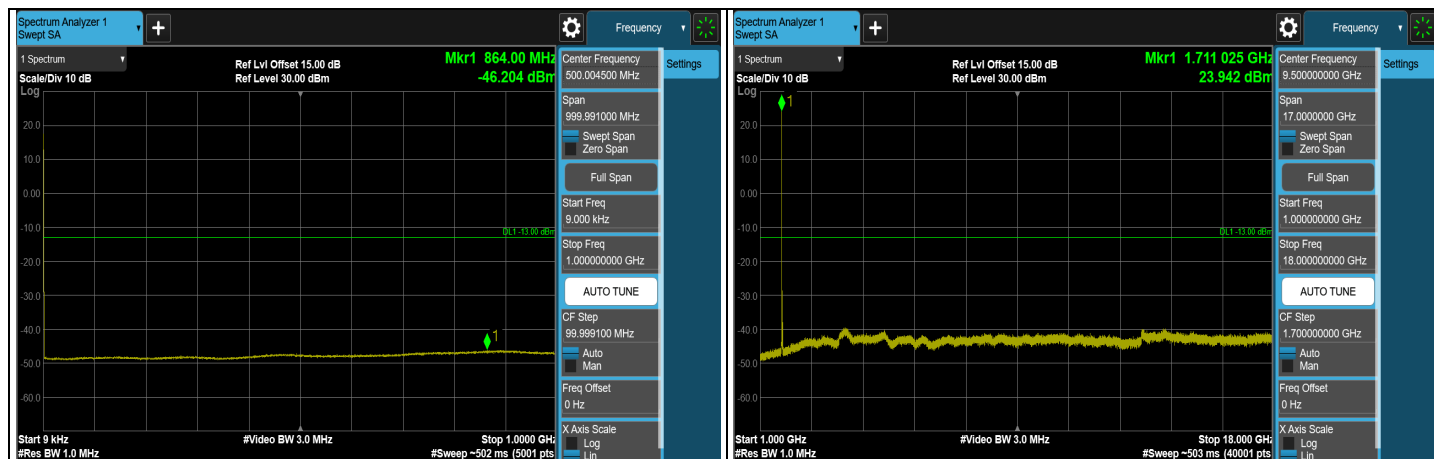 Spectrum Analyzer 1
Swept SA
+
Frequency
1 Spectrum
Scale/Div 10 dB
Log
Ref Lvl Offset 15.00 dB
Ref Level 30.00 dBm
Mkr1 864.00 MHz
-46.204 dBm
1
20.0
10.0
0.00
-10.0
-20.0
-30.0
-40.0
-50.0
-60.0
DL1 -13.00 dBm
Start 9 kHz
#Res BW 1.0 MHz
#Video BW 3.0 MHz
Stop 1.0000 GHz
#Sweep ~502 ms (5001 pts
Center Frequency
500.004500 MHz
Span
999.991000 MHz
Swept Span
Zero Span
Full Span
Start Freq
9.000 kHz
Stop Freq
1.000000000 GHz
AUTO TUNE
CF Step
99.999100 MHz
Auto
Man
Freq Offset
0 Hz
X Axis Scale
Log
Lin
Settings
Spectrum Analyzer 1
Swept SA
+
Frequency
1 Spectrum
Scale/Div 10 dB
Log
Ref Lvl Offset 15.00 dB
Ref Level 30.00 dBm
Mkr1 1.711 025 GHz
23.942 dBm
1
20.0
10.0
0.00
-10.0
-20.0
-30.0
-40.0
-50.0
-60.0
DL1 -13.00 dBm
Start 1.000 GHz
#Res BW 1.0 MHz
#Video BW 3.0 MHz
Stop 18.000 GHz
#Sweep ~503 ms (40001 pts
Center Frequency
9.500000000 GHz
Span
17.0000000 GHz
Swept Span
Zero Span
Full Span
Start Freq
1.000000000 GHz
Stop Freq
18.000000000 GHz
AUTO TUNE
CF Step
1.700000000 GHz
Auto
Man
Freq Offset
0 Hz
X Axis Scale
Log
Lin
Settings